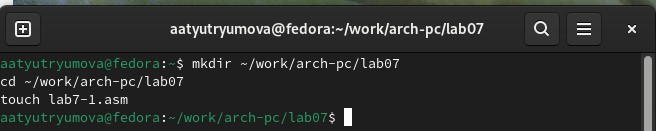 aatyutryumova@fedora:~/work/arch-pc/lab07
aatyutryumova@fedora:~$ mkdir ~/work/arch-pc/lab07
cd ~/work/arch-pc/lab07
touch lab7-1.asm
aatyutryumova@fedora:~/work/arch-pc/lab07$